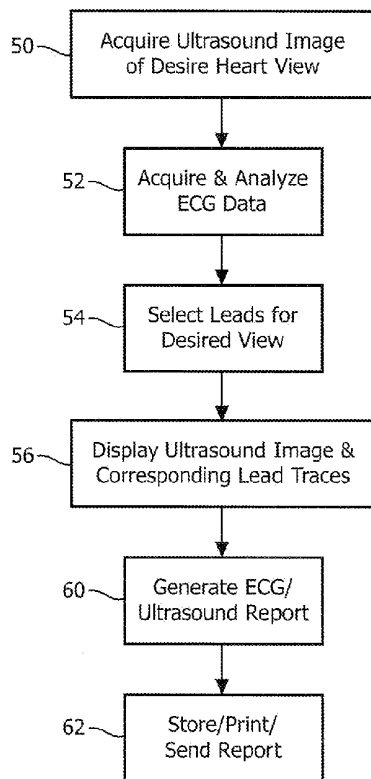 50
Acquire Ultrasound Image
of Desire Heart View
52
Acquire & Analyze
ECG Data
54
Select Leads for
Desired View
56
Display Ultrasound Image &
Corresponding Lead Traces
60
Generate ECG/
Ultrasound Report
62
Store/Print/
Send Report